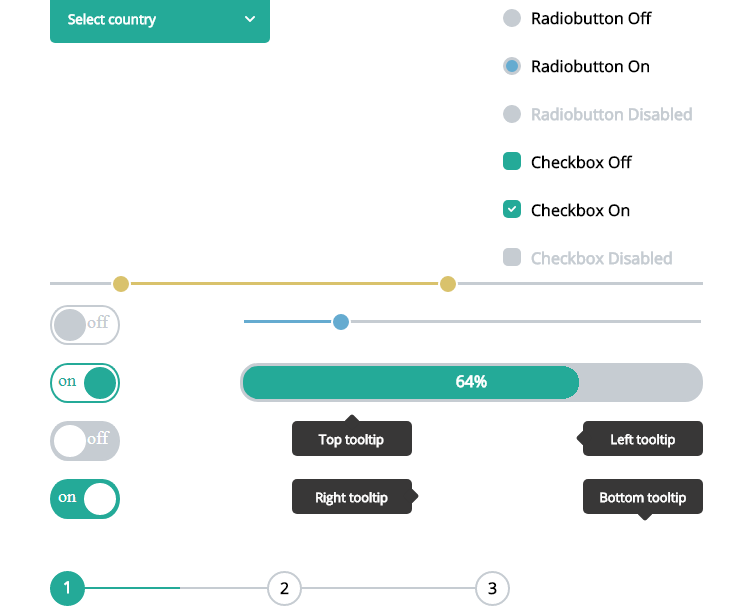 Select country
Radiobutton Off
Radiobutton On
Radiobutton Disabled
Checkbox Off
Checkbox On
Checkbox Disabled
off
on
64%
off
Top tooltip
Left tooltip
on
Right tooltip
Bottom tooltip
1
2
3